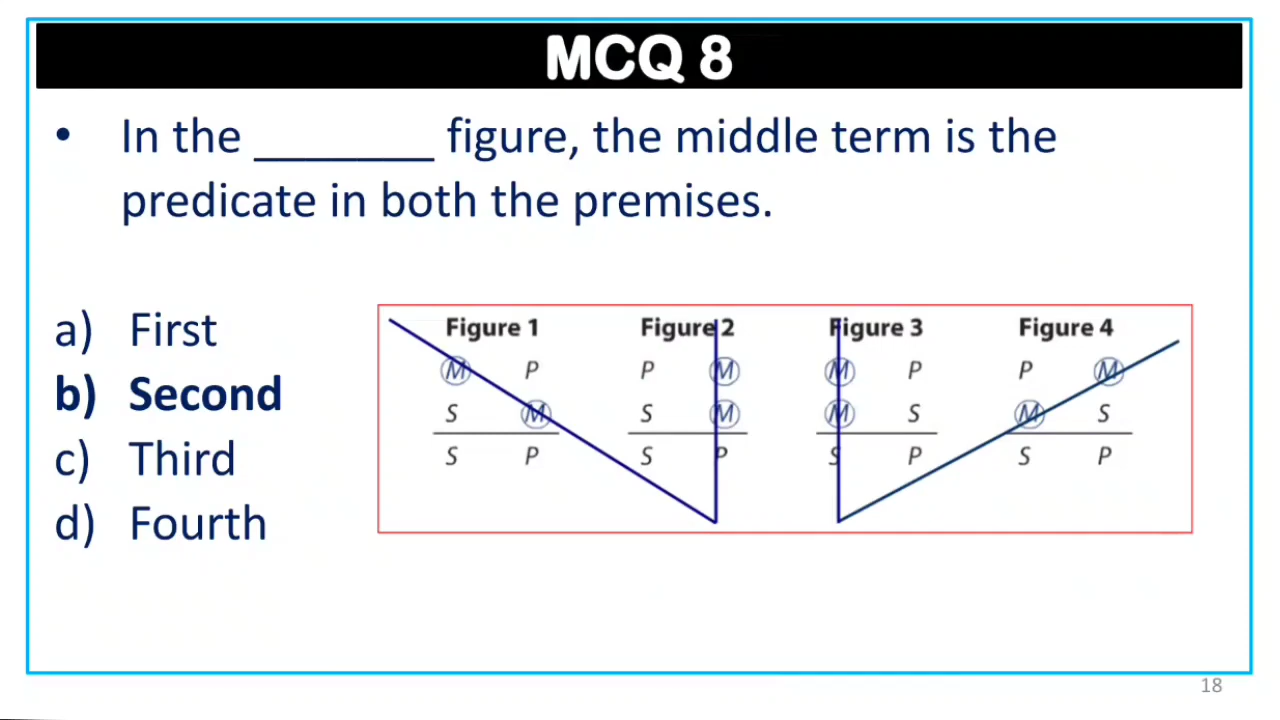 MCQ 8
• In the _______ figure, the middle term is the
predicate in both the premises.
a) First
b) Second
c) Third
d) Fourth
Figure 1 Figure 2 Figure 3 Figure 4
M P P M M P P M
S M S M M S M S
S P S P S P S P
18